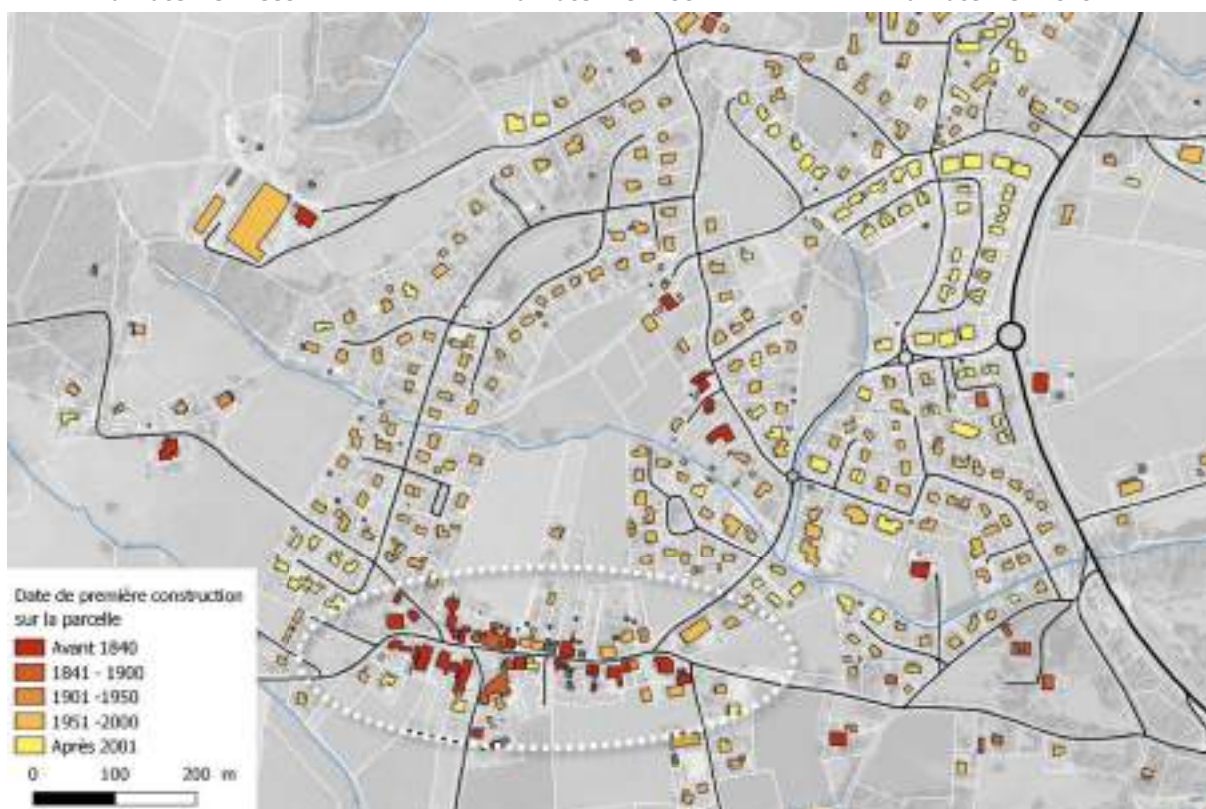 Date de première construction
sur la parcelle
Avant 1840
1841 - 1900
1901 -1950
1951 -2000
Après 2001
0 100 200 m